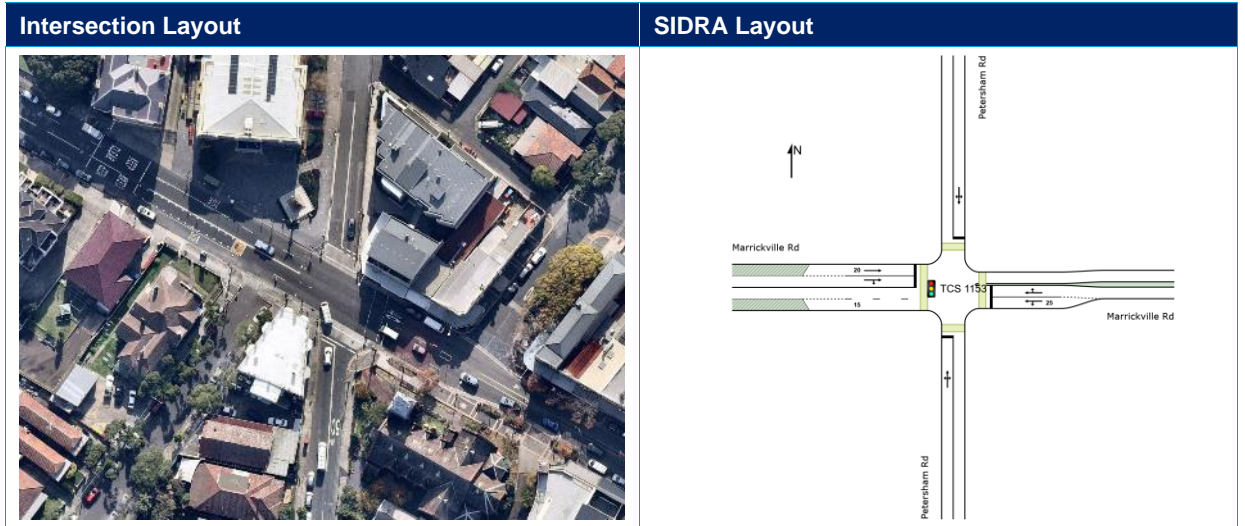 Intersection Layout
SIDRA Layout
Petersham Rd
N
Marrickville Rd
20
TCS 1153
15
25
Marrickville Rd
Petersham Rd